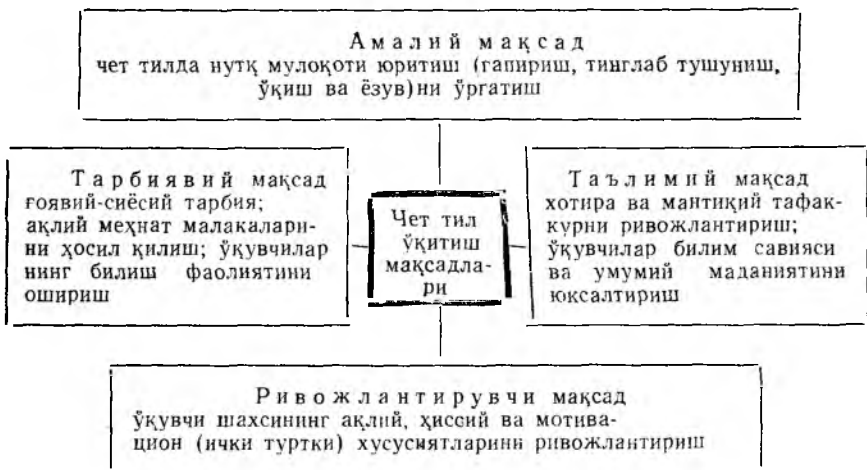 Амалий мақсад
чет тилда нутқ мулоқоти юритиш (гапириш, тинглаб тушуниш,
ўқиш ва ёзув)ни ўргатиш
Тарбиявий мақсад
ғоявий-сиёсий тарбия;
ақлий меҳнат малакалари-
ни ҳосил қилиш; ўқувчилар
нинг билиш фаолиятини
ошириш
Чет тил
ўқитиш
мақсадла-
ри
Таълимний мақсад
хотира ва мантиқий тафак-
курни ривожлантириш;
ўқувчилар билим савияси
ва умумий маданиятини
юксалтириш
Ривожлантирувчи мақсад
ўқувчи шахсининг ақлий, ҳиссий ва мотива-
цион (ички туртки) хусусиятларини ривожлантириш